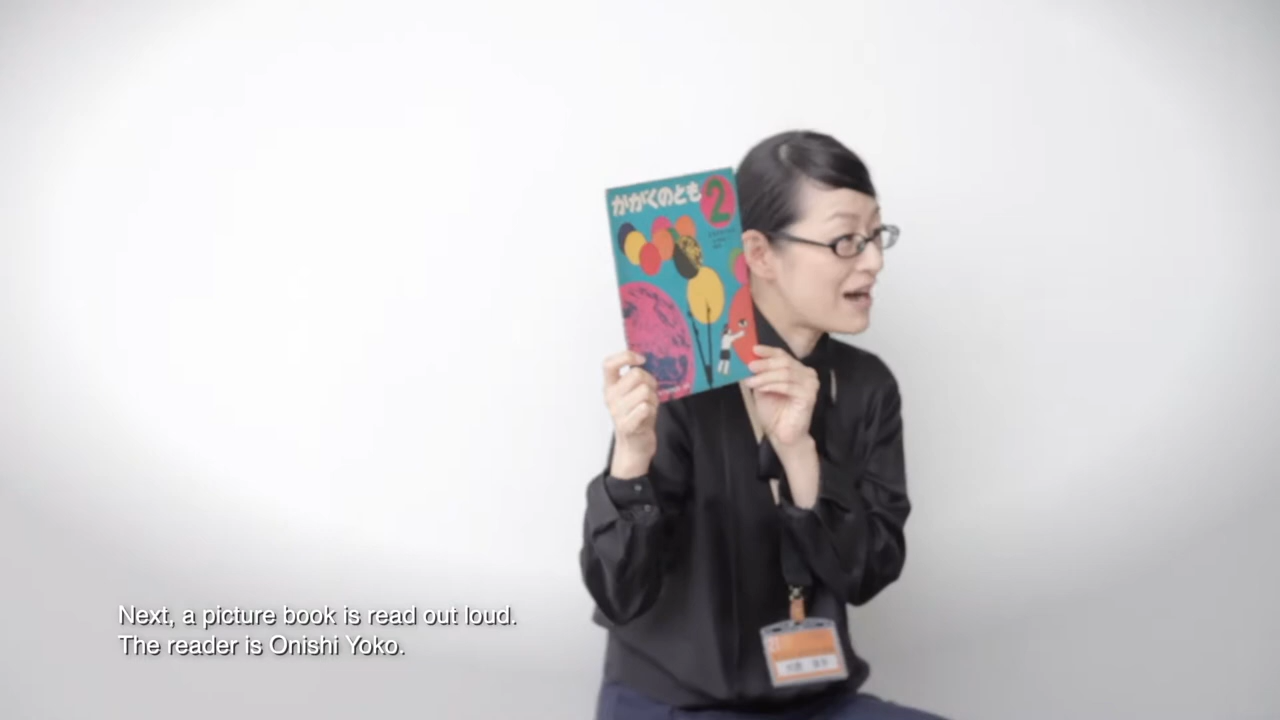 かがくのとも
2
Next, a picture book is read out loud.
The reader is Onishi Yoko.